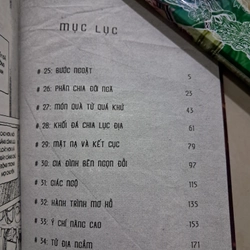 MỤC LỤC
# 25: BƯỚC NGOẶT 5
# 26: PHÂN CHIA ĐÔI NGẢ 25
# 27: MÓN QUÀ TỪ QUÁ KHỨ 43
# 28: KHỐI ĐÁ CHIA LỤC ĐỊA 61
# 29: MẶT NẠ VÀ KẾT CỤC 79
# 30: GIA ĐÌNH BÊN NGỌN ĐỒI 97
# 31: GIÁC NGỘ 115
# 32: HÀNH TRÌNH MƠ HỒ 135
# 33: Ý CHÍ NÂNG CAO 153
# 34: TỪ ĐỊA NGẦM 171